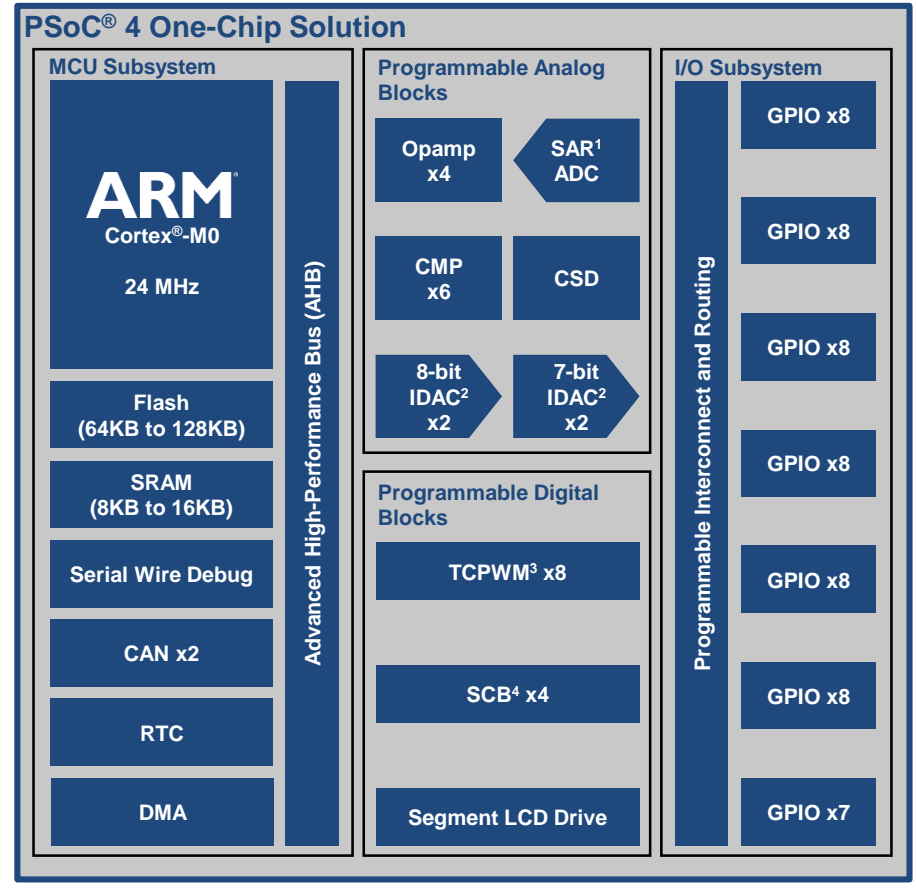 PSoC® 4 One-Chip Solution
MCU Subsystem
ARM®
Cortex®-M0
24 MHz
Flash
(64KB to 128KB)
SRAM
(8KB to 16KB)
Serial Wire Debug
CAN x2
RTC
DMA
Advanced High-Performance Bus (AHB)
Programmable Analog
Blocks
Opamp
x4
SAR¹
ADC
CMP
x6
CSD
8-bit
IDAC²
x2
7-bit
IDAC²
x2
Programmable Digital
Blocks
TCPWM³ x8
SCB⁴ x4
Segment LCD Drive
I/O Subsystem
Programmable Interconnect and Routing
GPIO x8
GPIO x8
GPIO x8
GPIO x8
GPIO x8
GPIO x8
GPIO x7